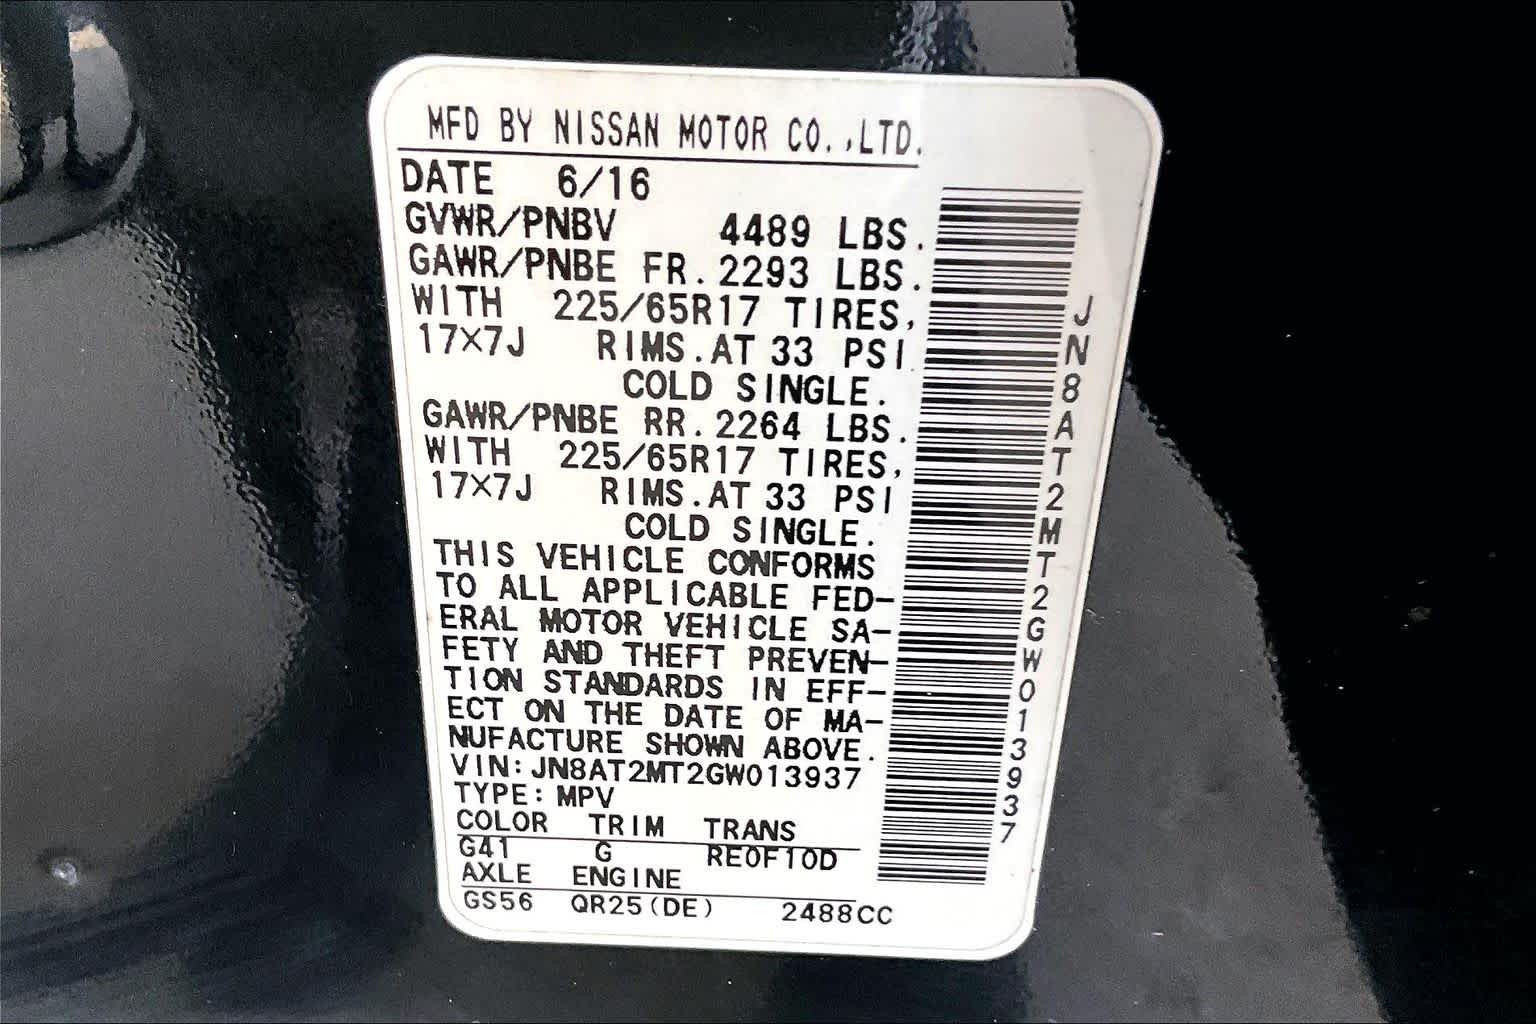 MFD BY NISSAN MOTOR CO.,LTD.
DATE 6/16
GVWR/PNBV 4489 LBS.
GAWR/PNBE FR.2293 LBS.
WITH 225/65R17 TIRES,
17×7J RIMS.AT 33 PSI
COLD SINGLE.
GAWR/PNBE RR.2264 LBS.
WITH 225/65R17 TIRES,
17×7J RIMS.AT 33 PSI
COLD SINGLE.
THIS VEHICLE CONFORMS
TO ALL APPLICABLE FED-
ERAL MOTOR VEHICLE SA-
FETY AND THEFT PREVEN-
TION STANDARDS IN EFF-
ECT ON THE DATE OF MA-
NUFACTURE SHOWN ABOVE.
VIN:JN8AT2MT2GW013937
TYPE:MPV
COLOR TRIM TRANS
G41 G RE0F10D
AXLE ENGINE
GS56 QR25(DE) 2488CC
JN8AT2MT2GW013937